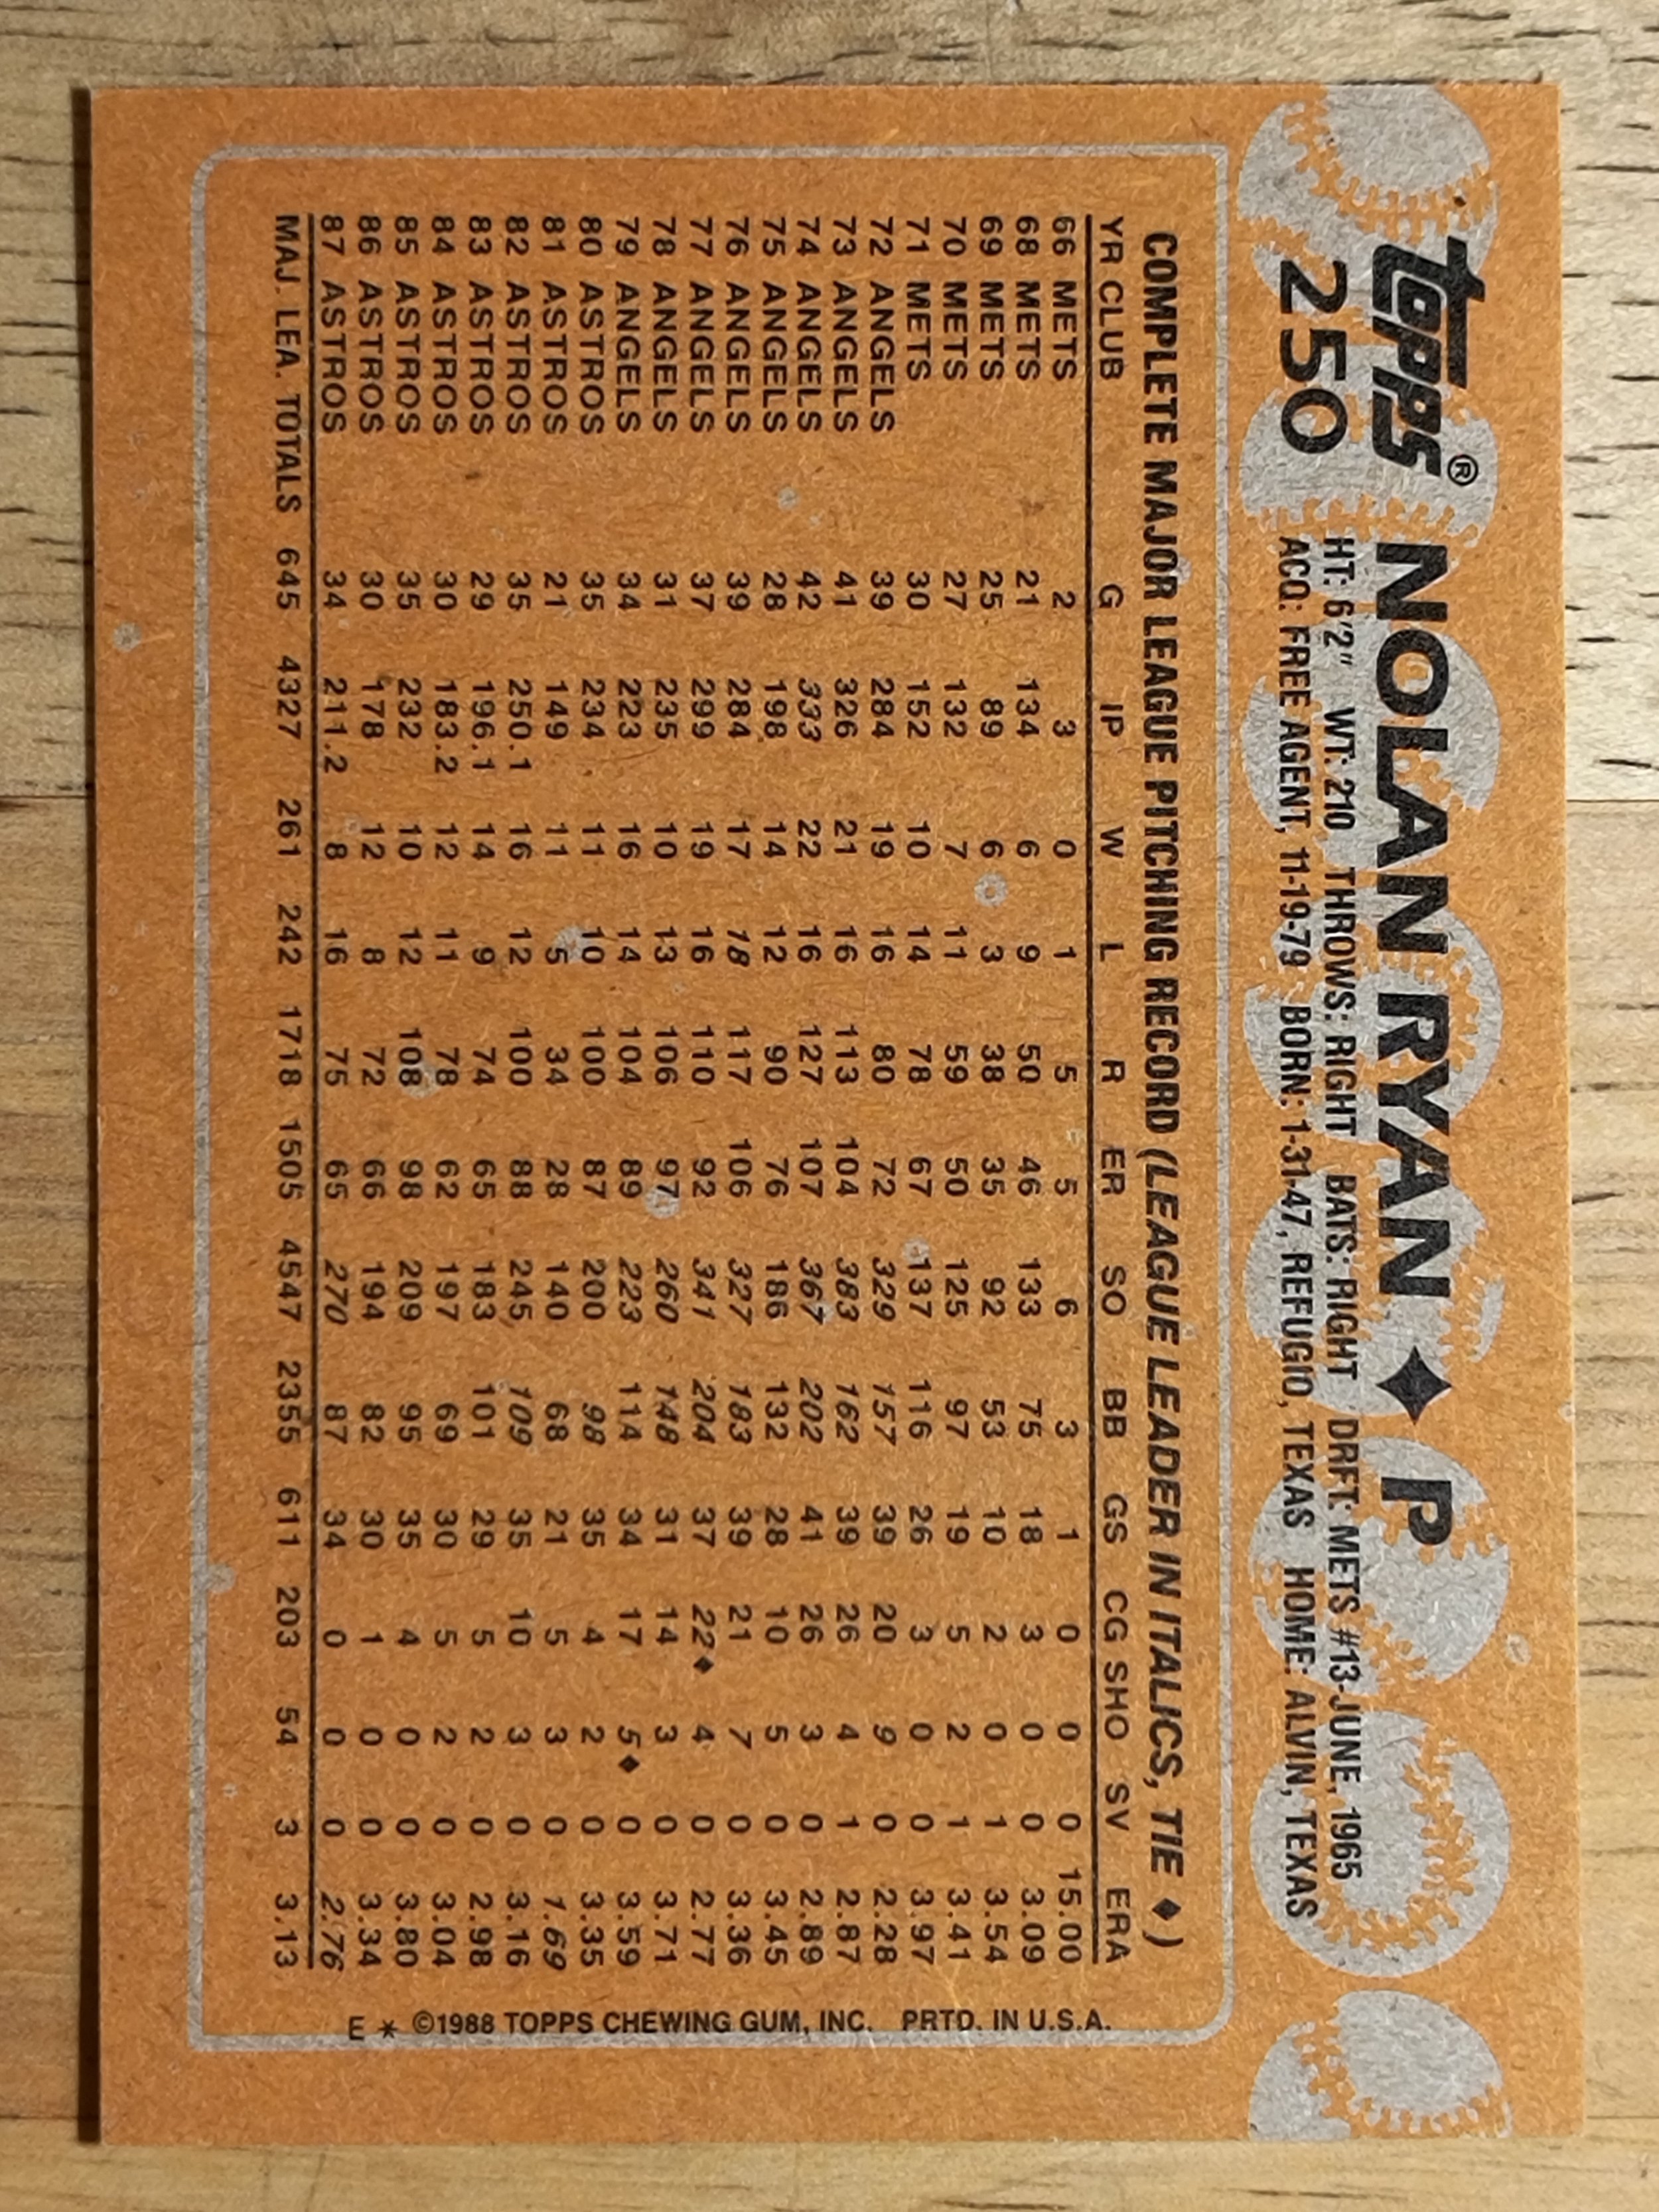 topps® NOLAN RYAN ♦ P
250 HT: 6'2" WT: 210 THROWS: RIGHT BATS: RIGHT DRFT: METS #13-JUNE, 1965
ACQ: FREE AGENT, 11-19-79 BORN: 1-31-47, REFUGIO, TEXAS HOME: ALVIN, TEXAS
COMPLETE MAJOR LEAGUE PITCHING RECORD (LEAGUE LEADER IN ITALICS, TIE ♦)
YR CLUB G IP W L R ER SO BB GS CG SHO SV ERA
66 METS 2 3 0 1 5 5 6 3 1 0 0 0 15.00
68 METS 21 134 6 9 50 46 133 75 18 3 0 0 3.09
69 METS 25 89 6 3 38 35 92 53 10 2 0 1 3.54
70 METS 27 132 7 11 59 50 125 97 19 5 2 1 3.41
71 METS 30 152 10 14 78 67 137 116 26 3 0 0 3.97
72 ANGELS 39 284 19 16 80 72 329 157 39 20 9 0 2.28
73 ANGELS 41 326 21 16 113 104 383 162 39 26 4 1 2.87
74 ANGELS 42 333 22 16 127 107 367 202 41 26 3 0 2.89
75 ANGELS 28 198 14 12 90 76 186 132 28 10 5 0 3.45
76 ANGELS 39 284 17 18 117 106 327 183 39 21 7 0 3.36
77 ANGELS 37 299 19 16 110 92 341 204 37 22♦ 4 0 2.77
78 ANGELS 31 235 10 13 106 97 260 148 31 14 3 0 3.71
79 ANGELS 34 223 16 14 104 89 223 114 34 17 5♦ 0 3.59
80 ASTROS 35 234 11 10 100 87 200 98 35 4 2 0 3.35
81 ASTROS 21 149 11 5 34 28 140 68 21 5 3 0 1.69
82 ASTROS 35 250.1 16 12 100 88 245 109 35 10 3 0 3.16
83 ASTROS 29 196.1 14 9 74 65 183 101 29 5 2 0 2.98
84 ASTROS 30 183.2 12 11 78 62 197 69 30 5 2 0 3.04
85 ASTROS 35 232 10 12 108 98 209 95 35 4 0 0 3.80
86 ASTROS 30 178 12 8 72 66 194 82 30 1 0 0 3.34
87 ASTROS 34 211.2 8 16 75 65 270 87 34 0 0 0 2.76
MAJ. LEA. TOTALS 645 4327 261 242 1718 1505 4547 2355 611 203 54 3 3.13
E * ©1988 TOPPS CHEWING GUM, INC. PRTD. IN U.S.A.